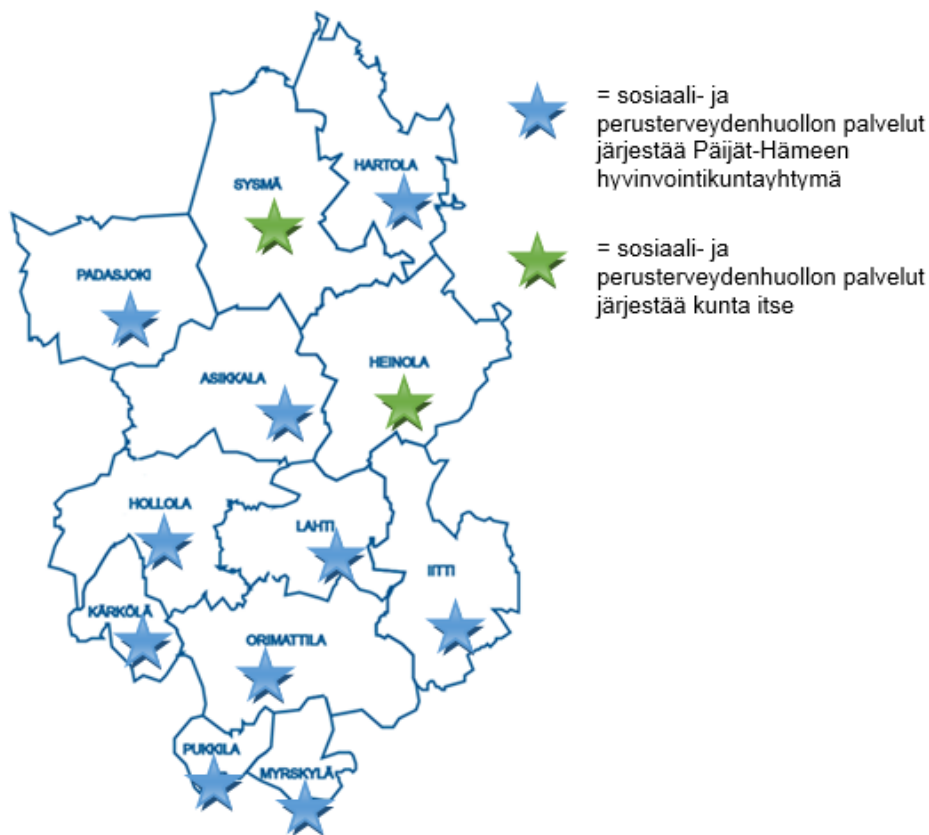 = sosiaali- ja
perusterveydenhuollon palvelut
järjestää Päijät-Hämeen
hyvinvointikuntayhtymä
= sosiaali- ja
perusterveydenhuollon palvelut
järjestää kunta itse
HARTOLA
SYSMÄ
PADASJOKI
HEINOLA
ASIKKALA
HOLLOLA
LAHTI
IITTI
KÄRKÖLÄ
ORIMATTILA
PUKKILA
MYRSKYLÄ